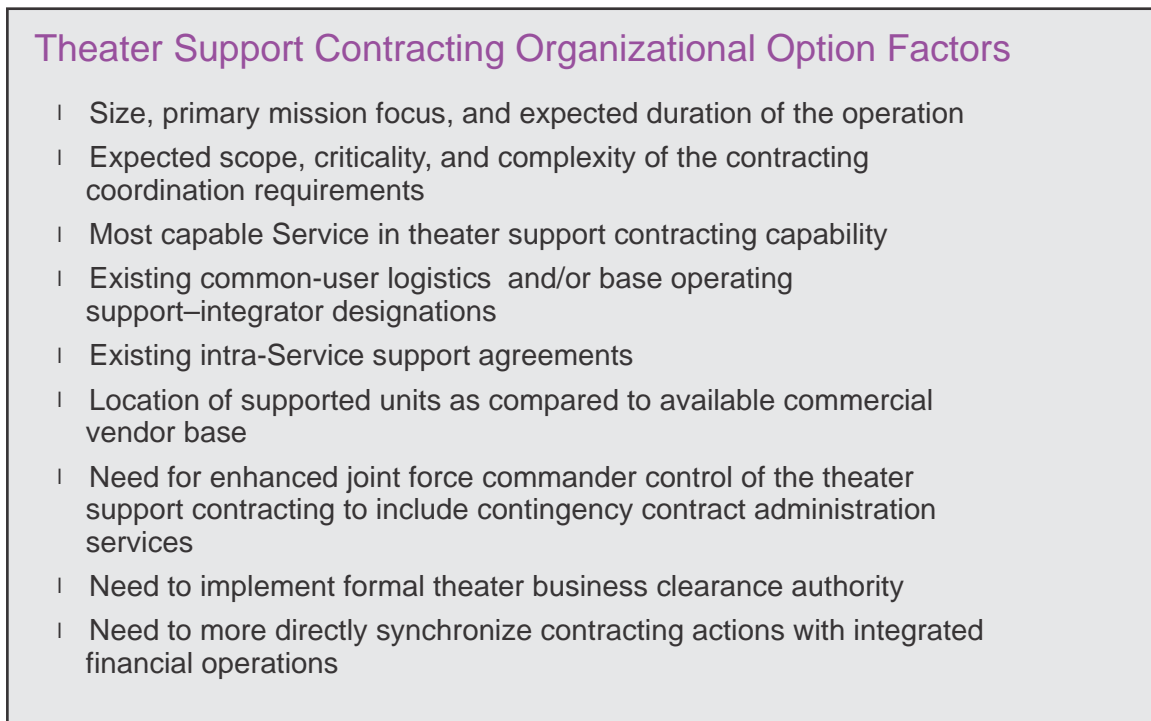 Theater Support Contracting Organizational Option Factors
l Size, primary mission focus, and expected duration of the operation
l Expected scope, criticality, and complexity of the contracting
coordination requirements
l Most capable Service in theater support contracting capability
l Existing common-user logistics and/or base operating
support–integrator designations
l Existing intra-Service support agreements
l Location of supported units as compared to available commercial
vendor base
l Need for enhanced joint force commander control of the theater
support contracting to include contingency contract administration
services
l Need to implement formal theater business clearance authority
l Need to more directly synchronize contracting actions with integrated
financial operations